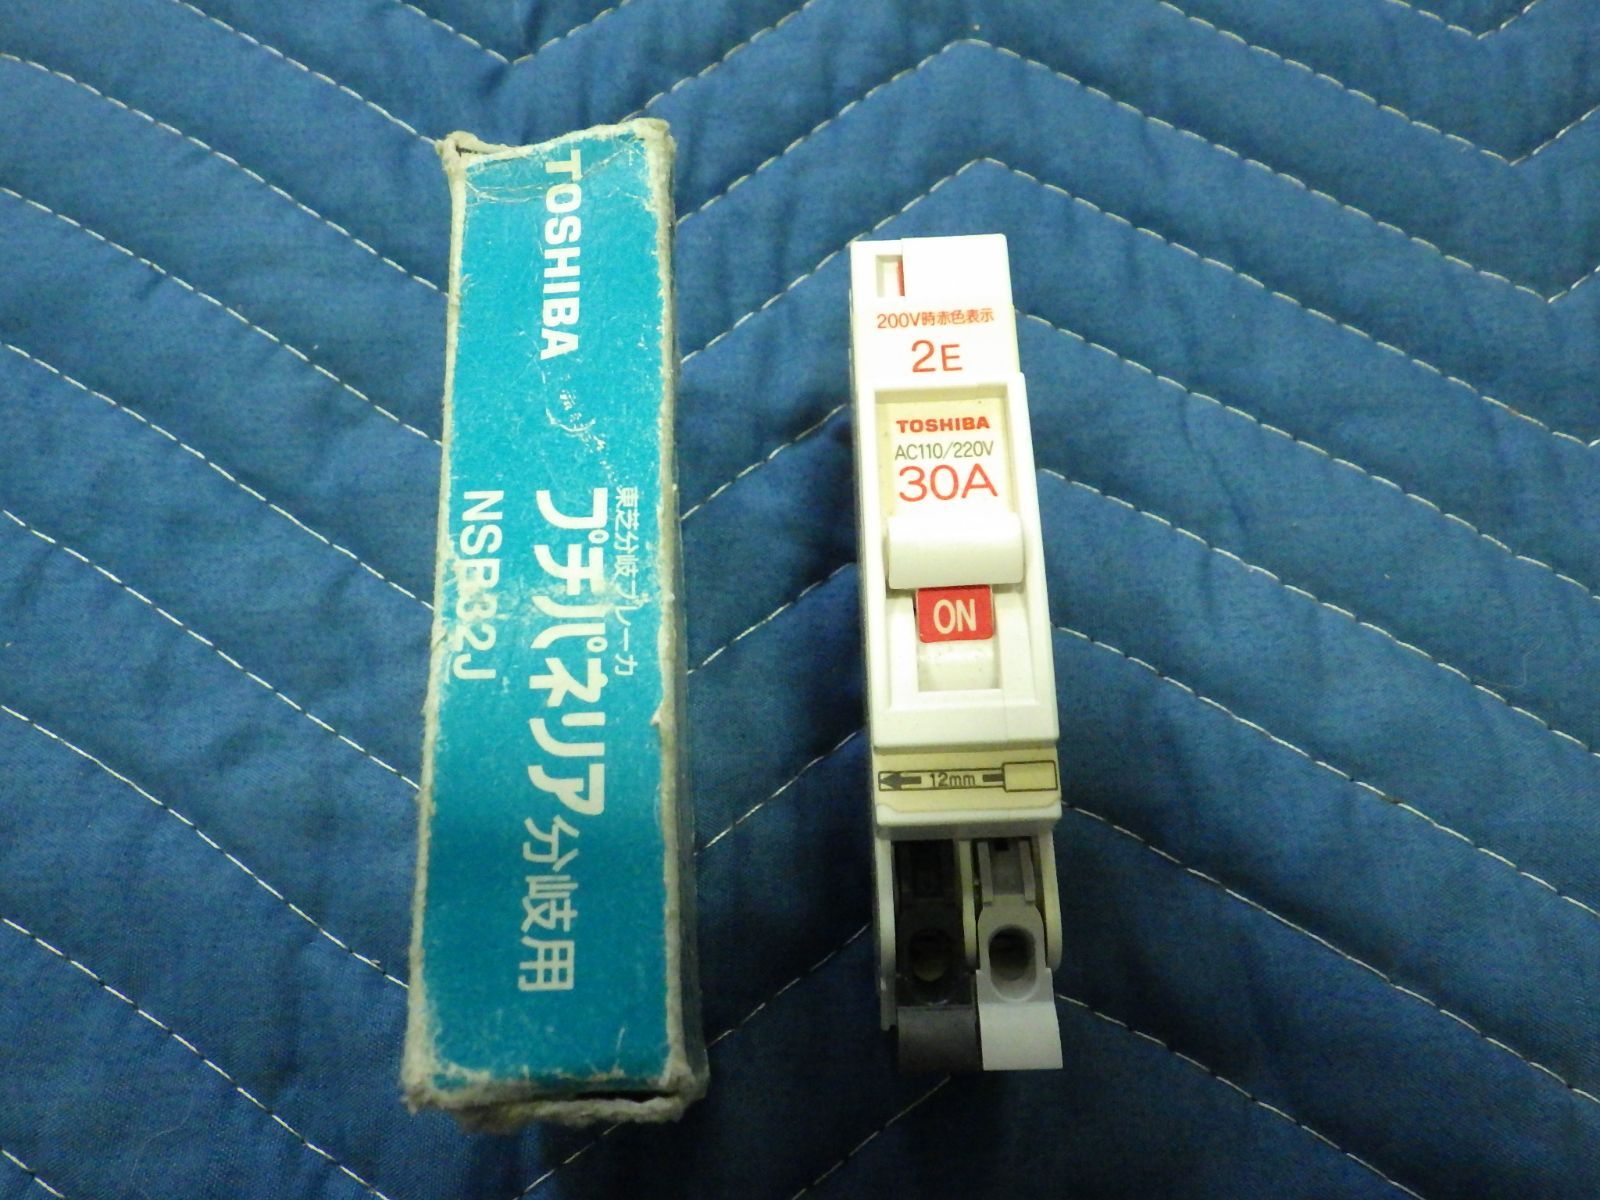 TOSHIBA
東芝分岐ブレーカ
プチパネリア分岐用
NSB32J
200V時赤色表示
2E
TOSHIBA
AC110/220V
30A
ON
12mm